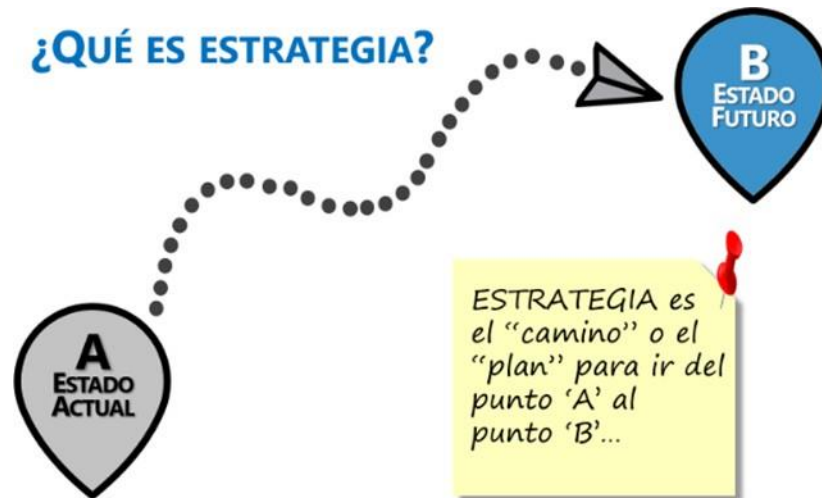 ¿QUÉ ES ESTRATEGIA?
B
ESTADO
FUTURO
A
ESTADO
ACTUAL
ESTRATEGIA es
el “camino” o el
“plan” para ir del
punto ‘A’ al
punto ‘B’...